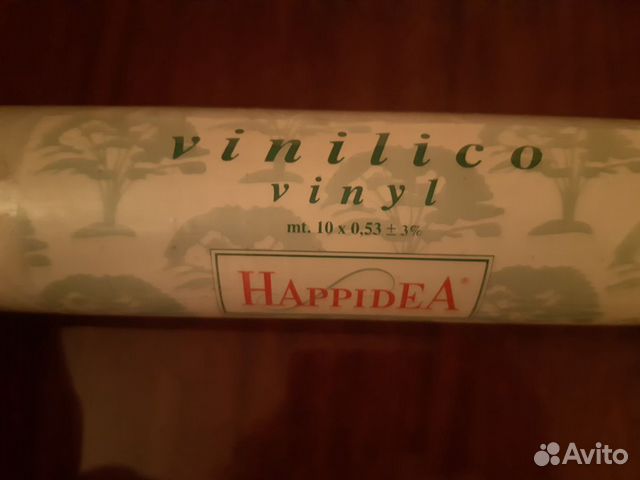 vinilico
vinyl
mt. 10 x 0,53 ± 3%
HAPPIDEA®
Avito